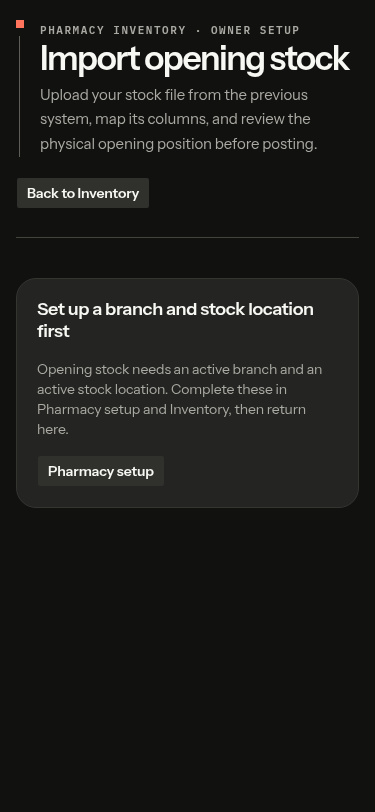 PHARMACY INVENTORY · OWNER SETUP
Import opening stock
Upload your stock file from the previous
system, map its columns, and review the
physical opening position before posting.
Back to Inventory
Set up a branch and stock location
first
Opening stock needs an active branch and an
active stock location. Complete these in
Pharmacy setup and Inventory, then return
here.
Pharmacy setup